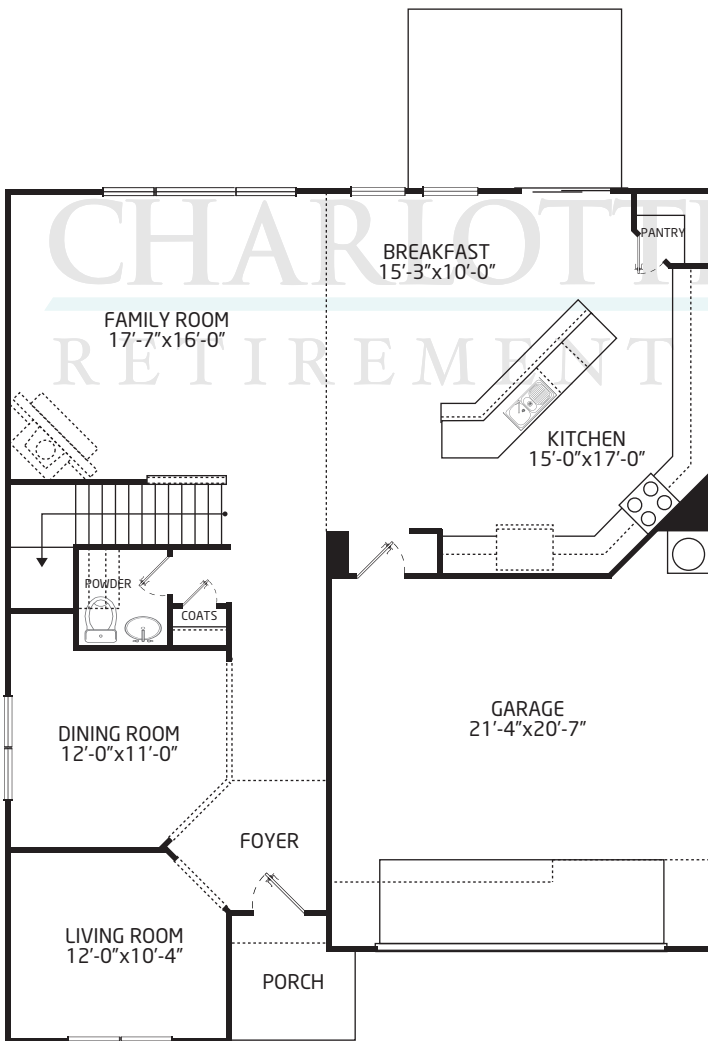 CHARLOTTE
RETIREMENT
BREAKFAST
15'-3"x10'-0"
PANTRY
FAMILY ROOM
17'-7"x16'-0"
KITCHEN
15'-0"x17'-0"
POWDER
COATS
DINING ROOM
12'-0"x11'-0"
GARAGE
21'-4"x20'-7"
FOYER
LIVING ROOM
12'-0"x10'-4"
PORCH